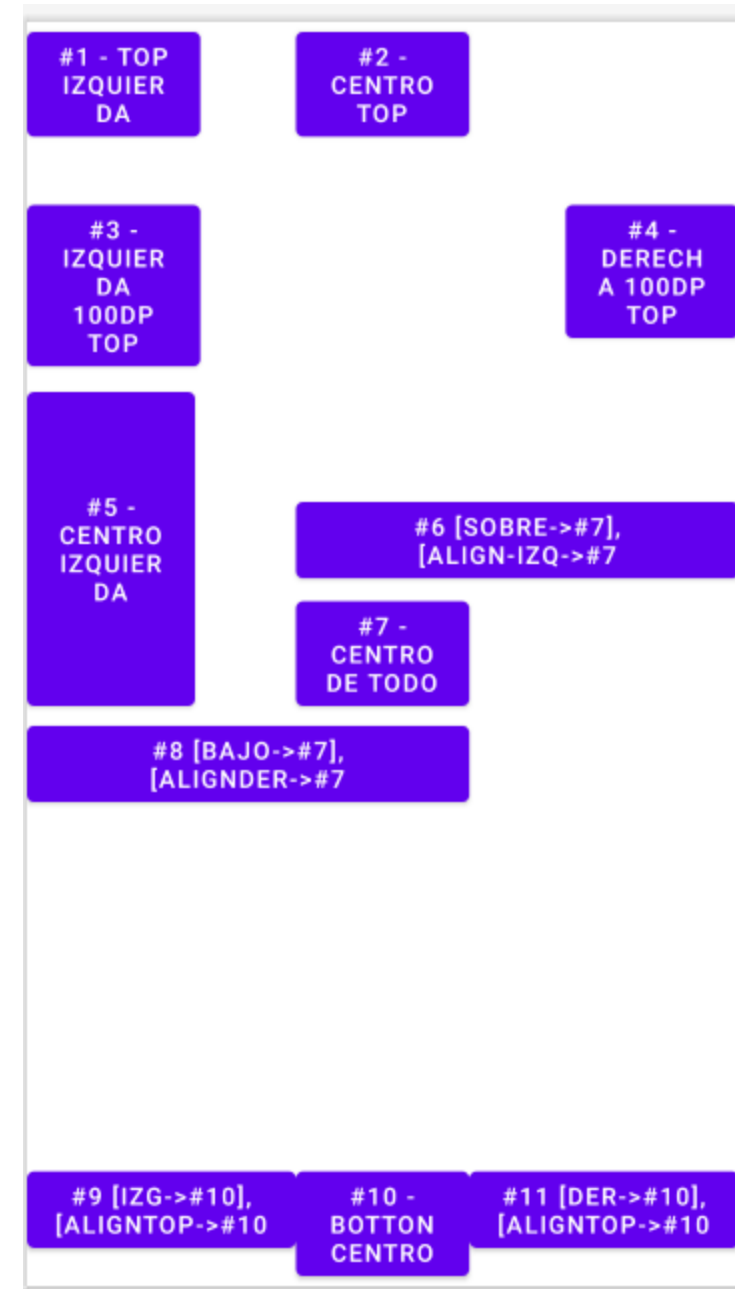 #1 - TOP
IZQUIER
DA
#2 -
CENTRO
TOP
#3 -
IZQUIER
DA
100DP
TOP
#4 -
DERECH
A 100DP
TOP
#5 -
CENTRO
IZQUIER
DA
#6 [SOBRE->#7],
[ALIGN-IZQ->#7
#7 -
CENTRO
DE TODO
#8 [BAJO->#7],
[ALIGNDER->#7
#9 [IZG->#10],
[ALIGNTOP->#10
#10 -
BOTTON
CENTRO
#11 [DER->#10],
[ALIGNTOP->#10